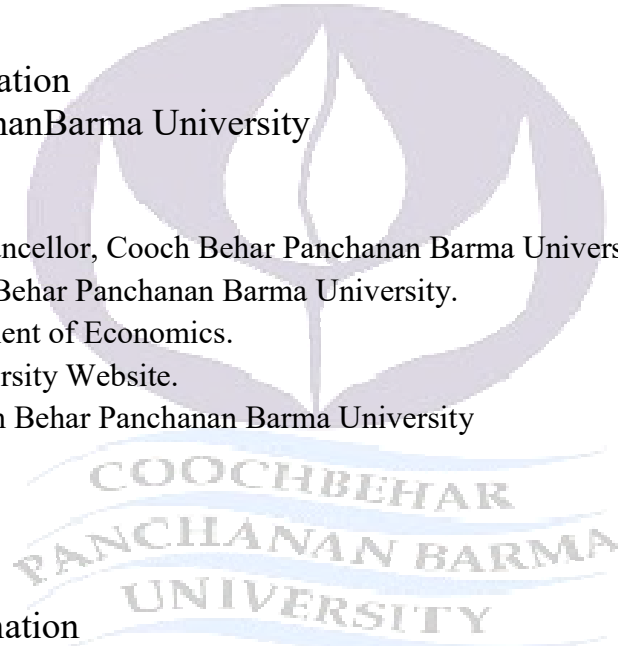 ation
nanBarma University
ancellor, Cooch Behar Panchanan Barma Univers
Behar Panchanan Barma University.
ent of Economics.
rsity Website.
n Behar Panchanan Barma University
COOCHBEHAR
PANCHANAN BARMA
UNIVERSITY
nation